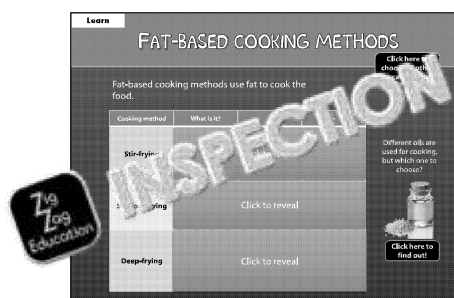 Learn
FAT-BASED COOKING METHODS
Click here to
Fat-based cooking methods use fat to cook the
food.
Cooking method
What is it?
Stir-frying
Click to reveal
Deep-frying
Click to reveal
Different oils are
used for cooking,
but which one to
choose?
Click here to
find out!
INSPECTION
Zig
Zag
Education